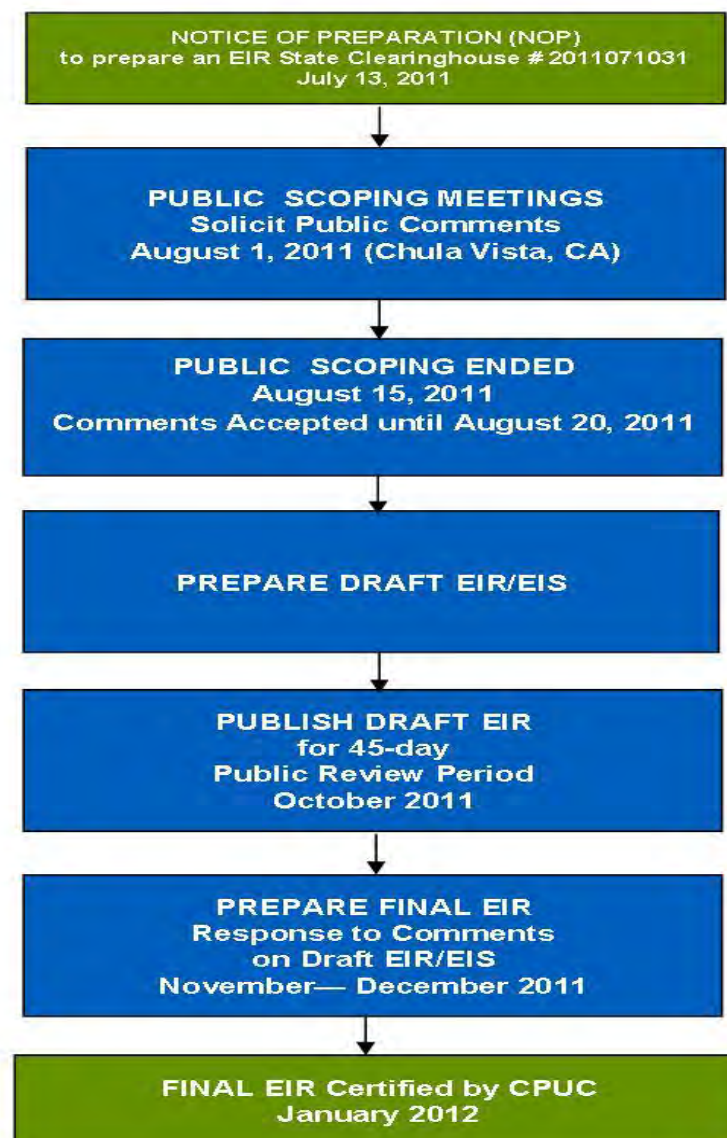 NOTICE OF PREPARATION (NOP)
to prepare an EIR State Clearinghouse # 2011071031
July 13, 2011
PUBLIC SCOPING MEETINGS
Solicit Public Comments
August 1, 2011 (Chula Vista, CA)
PUBLIC SCOPING ENDED
August 15, 2011
Comments Accepted until August 20, 2011
PREPARE DRAFT EIR/EIS
PUBLISH DRAFT EIR
for 45-day
Public Review Period
October 2011
PREPARE FINAL EIR
Response to Comments
on Draft EIR/EIS
November— December 2011
FINAL EIR Certified by CPUC
January 2012